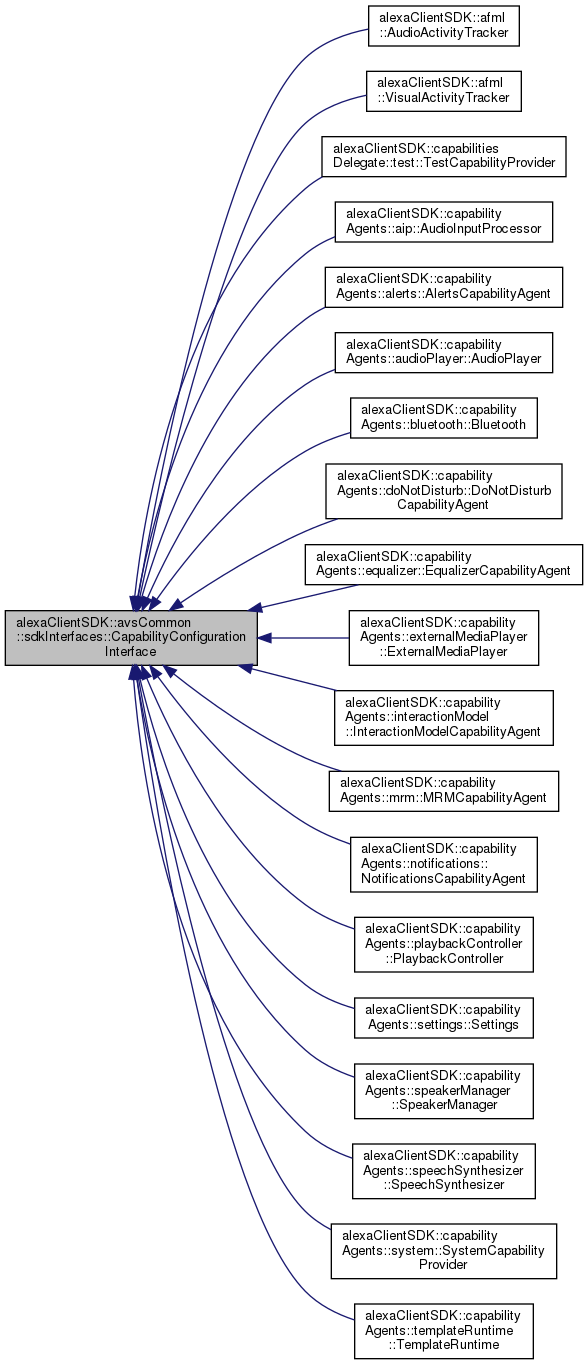 alexaClientSDK::afml
::AudioActivityTracker
alexaClientSDK::afml
::VisualActivityTracker
alexaClientSDK::capabilities
Delegate::test::TestCapabilityProvider
alexaClientSDK::capability
Agents::aip::AudioInputProcessor
alexaClientSDK::capability
Agents::alerts::AlertsCapabilityAgent
alexaClientSDK::capability
Agents::audioPlayer::AudioPlayer
alexaClientSDK::capability
Agents::bluetooth::Bluetooth
alexaClientSDK::capability
Agents::doNotDisturb::DoNotDisturb
CapabilityAgent
alexaClientSDK::capability
Agents::equalizer::EqualizerCapabilityAgent
alexaClientSDK::avsCommon
::sdkInterfaces::CapabilityConfiguration
Interface
alexaClientSDK::capability
Agents::externalMediaPlayer
::ExternalMediaPlayer
alexaClientSDK::capability
Agents::interactionModel
::InteractionModelCapabilityAgent
alexaClientSDK::capability
Agents::mrm::MRMCapabilityAgent
alexaClientSDK::capability
Agents::notifications::
NotificationsCapabilityAgent
alexaClientSDK::capability
Agents::playbackController
::PlaybackController
alexaClientSDK::capability
Agents::settings::Settings
alexaClientSDK::capability
Agents::speakerManager
::SpeakerManager
alexaClientSDK::capability
Agents::speechSynthesizer
::SpeechSynthesizer
alexaClientSDK::capability
Agents::system::SystemCapability
Provider
alexaClientSDK::capability
Agents::templateRuntime
::TemplateRuntime